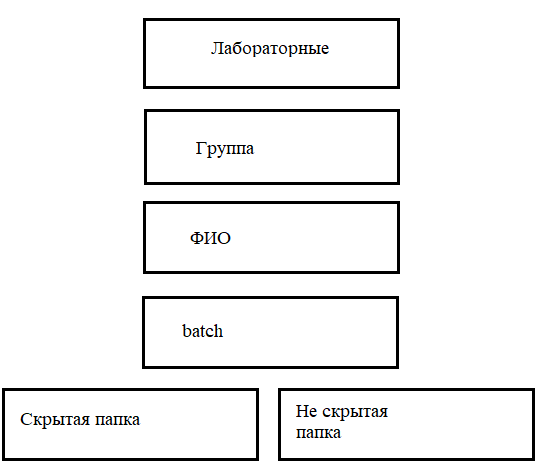 Лабораторные
Группа
ФИО
batch
Скрытая папка
Не скрытая
папка